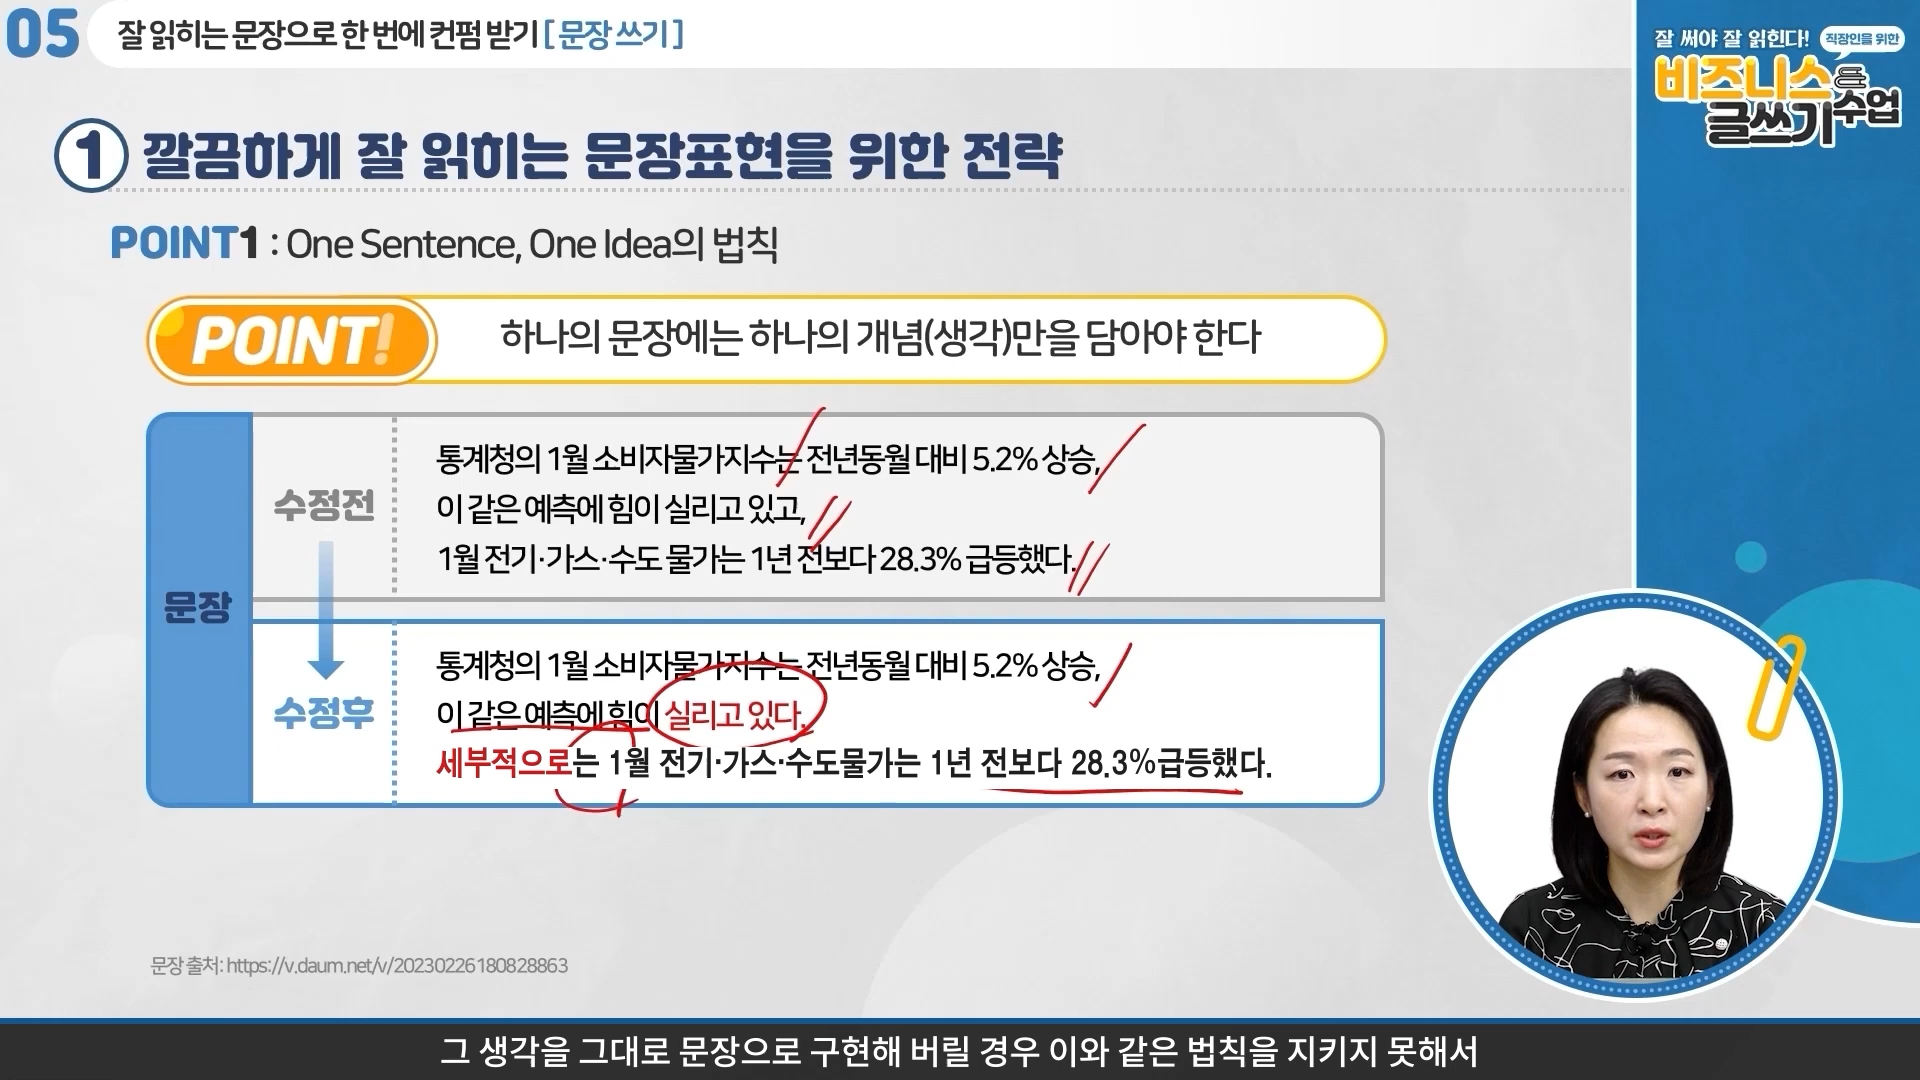 05
잘 읽히는 문장으로 한 번에 컨펌 받기 [ 문장 쓰기 ]
잘 써야 잘 읽힌다! 직장인을 위한
비즈니스
글쓰기 수업
1 깔끔하게 잘 읽히는 문장표현을 위한 전략
POINT1 : One Sentence, One Idea의 법칙
POINT! 하나의 문장에는 하나의 개념(생각)만을 담아야 한다
문장
수정전
통계청의 1월 소비자물가지수는 전년동월 대비 5.2% 상승,
이 같은 예측에 힘이 실리고 있고,
1월 전기·가스·수도 물가는 1년 전보다 28.3% 급등했다.
수정후
통계청의 1월 소비자물가지수는 전년동월 대비 5.2% 상승,
이 같은 예측에 힘이 실리고 있다.
세부적으로는 1월 전기·가스·수도물가는 1년 전보다 28.3%급등했다.
문장 출처: https://v.daum.net/v/20230226180828863
그 생각을 그대로 문장으로 구현해 버릴 경우 이와 같은 법칙을 지키지 못해서